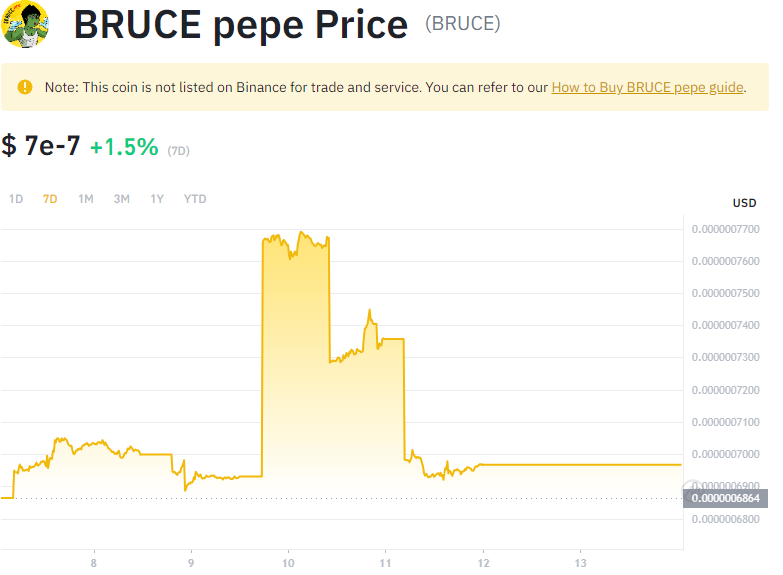 BRUCE pepe Price (BRUCE)
Note: This coin is not listed on Binance for trade and service. You can refer to our How to Buy BRUCE pepe guide.
$ 7e-7 +1.5% (7D)
1D 7D 1M 3M 1Y YTD
USD
0.0000007700
0.0000007600
0.0000007500
0.0000007400
0.0000007300
0.0000007200
0.0000007100
0.0000007000
0.0000006900
0.0000006864
0.0000006800
8 9 10 11 12 13